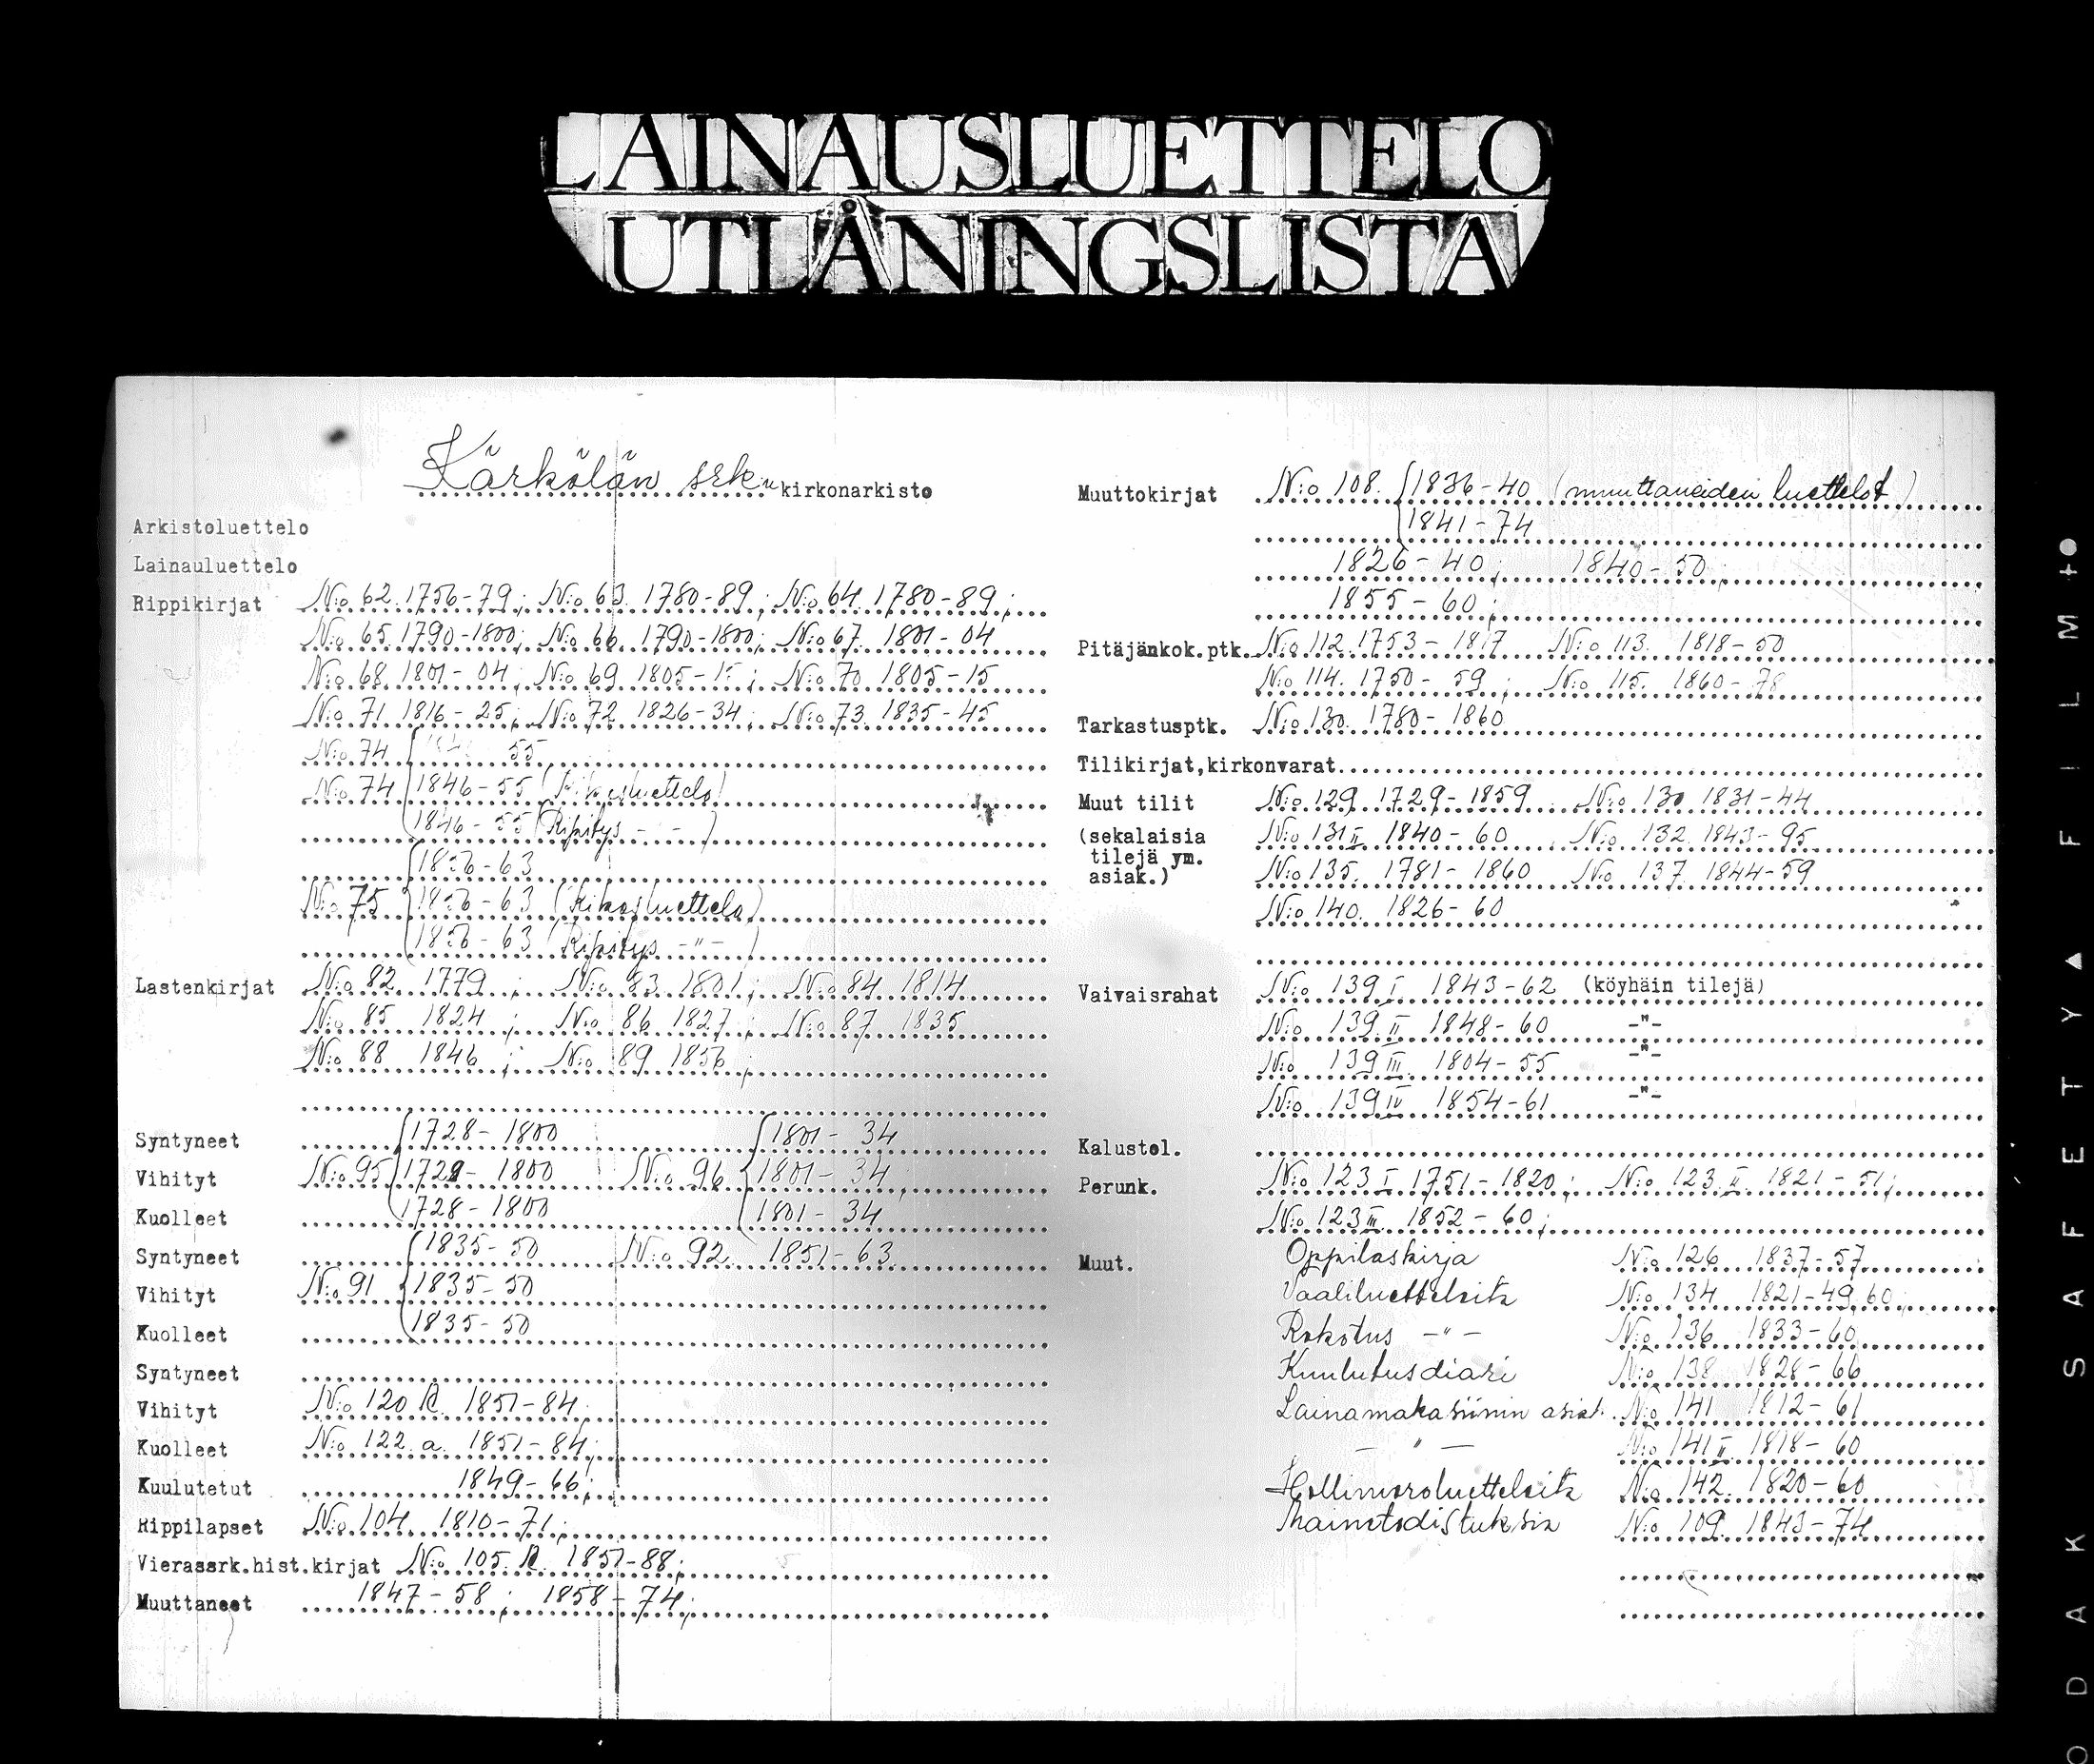 LAINAUSLUETTELO
UTLÅNINGSLISTA
Kärkölän srk:n kirkonarkisto
Arkistoluettelo
Lainauluettelo
Rippikirjat N:o 62. 1756-79; N:o 63. 1780-89; N:o 64. 1780-89;
N:o 65. 1790-1800; N:o 66. 1790-1800; N:o 67. 1801-04
N:o 68. 1801-04; N:o 69. 1805-15; N:o 70. 1805-15
N:o 71. 1816-25; N:o 72. 1826-34; N:o 73. 1835-45
N:o 74 55
N:o 74 1846-55 (Rikosluettelo)
1846-55 (Ripitys - " - )
1856-63
N:o 75 1856-63 (Rikosluettelo)
1856-63 (Ripitys -"- )
Lastenkirjat N:o 82. 1779; N:o 83. 1801; N:o 84. 1814
N:o 85 1824; N:o 86 1827; N:o 87 1835
N:o 88 1846; N:o 89 1856;
Syntyneet 1728-1800 1801-34
Vihityt N:o 95 1729-1800 N:o 96 1801-34
Kuolleet 1728-1800 1801-34
Syntyneet 1835-50 N:o 92 1851-63
Vihityt N:o 91 1835-50
Kuolleet 1835-50
Syntyneet
Vihityt N:o 120 1851-84;
Kuolleet N:o 122 a. 1851-84;
Kuulutetut 1849-66;
Rippilapset N:o 104. 1810-71;
Vierassrk.hist.kirjat N:o 105. 1851-88;
Muuttaneet 1847-58; 1858-74;
Muuttokirjat N:o 108. 1836-40 (muuttaneiden luettelot)
1841-74
1826-40; 1840-50;
1855-60;
Pitäjänkok.ptk. N:o 112. 1753-1817 N:o 113. 1818-50
N:o 114. 1750-59; N:o 115. 1860-78
Tarkastusptk. N:o 130. 1780-1860
Tilikirjat,kirkonvarat
Muut tilit N:o 129 1729-1859 N:o 130 1831-44
(sekalaisia N:o 131 II 1840-60 N:o 132 1843-95
tilejä ym.
asiak.) N:o 135. 1781-1860 N:o 137. 1844-59
N:o 140. 1826-60
Vaivaisrahat N:o 139 I 1843-62 (köyhäin tilejä)
N:o 139 II 1848-60 -"-
N:o 139 III 1804-55 -"-
N:o 139 IV 1854-61 -"-
Kalustol.
Perunk. N:o 123 I 1751-1820; N:o 123 II 1821-51;
N:o 123 III 1852-60;
Muut. Oppilaskirja N:o 126 1837-57
Vaaliluetteloita N:o 134 1821-49, 60;
Rokotus -"- N:o 136 1833-60
Kuulutusdiari N:o 138 1828-66
Lainamakasiinin asiak. N:o 141 1812-61
- " - N:o 141 II 1818-60
Hollimoroluetteloita N:o 142. 1820-60
Mainetodistuksia N:o 109. 1843-74
KODAK SAFETY▲FILM